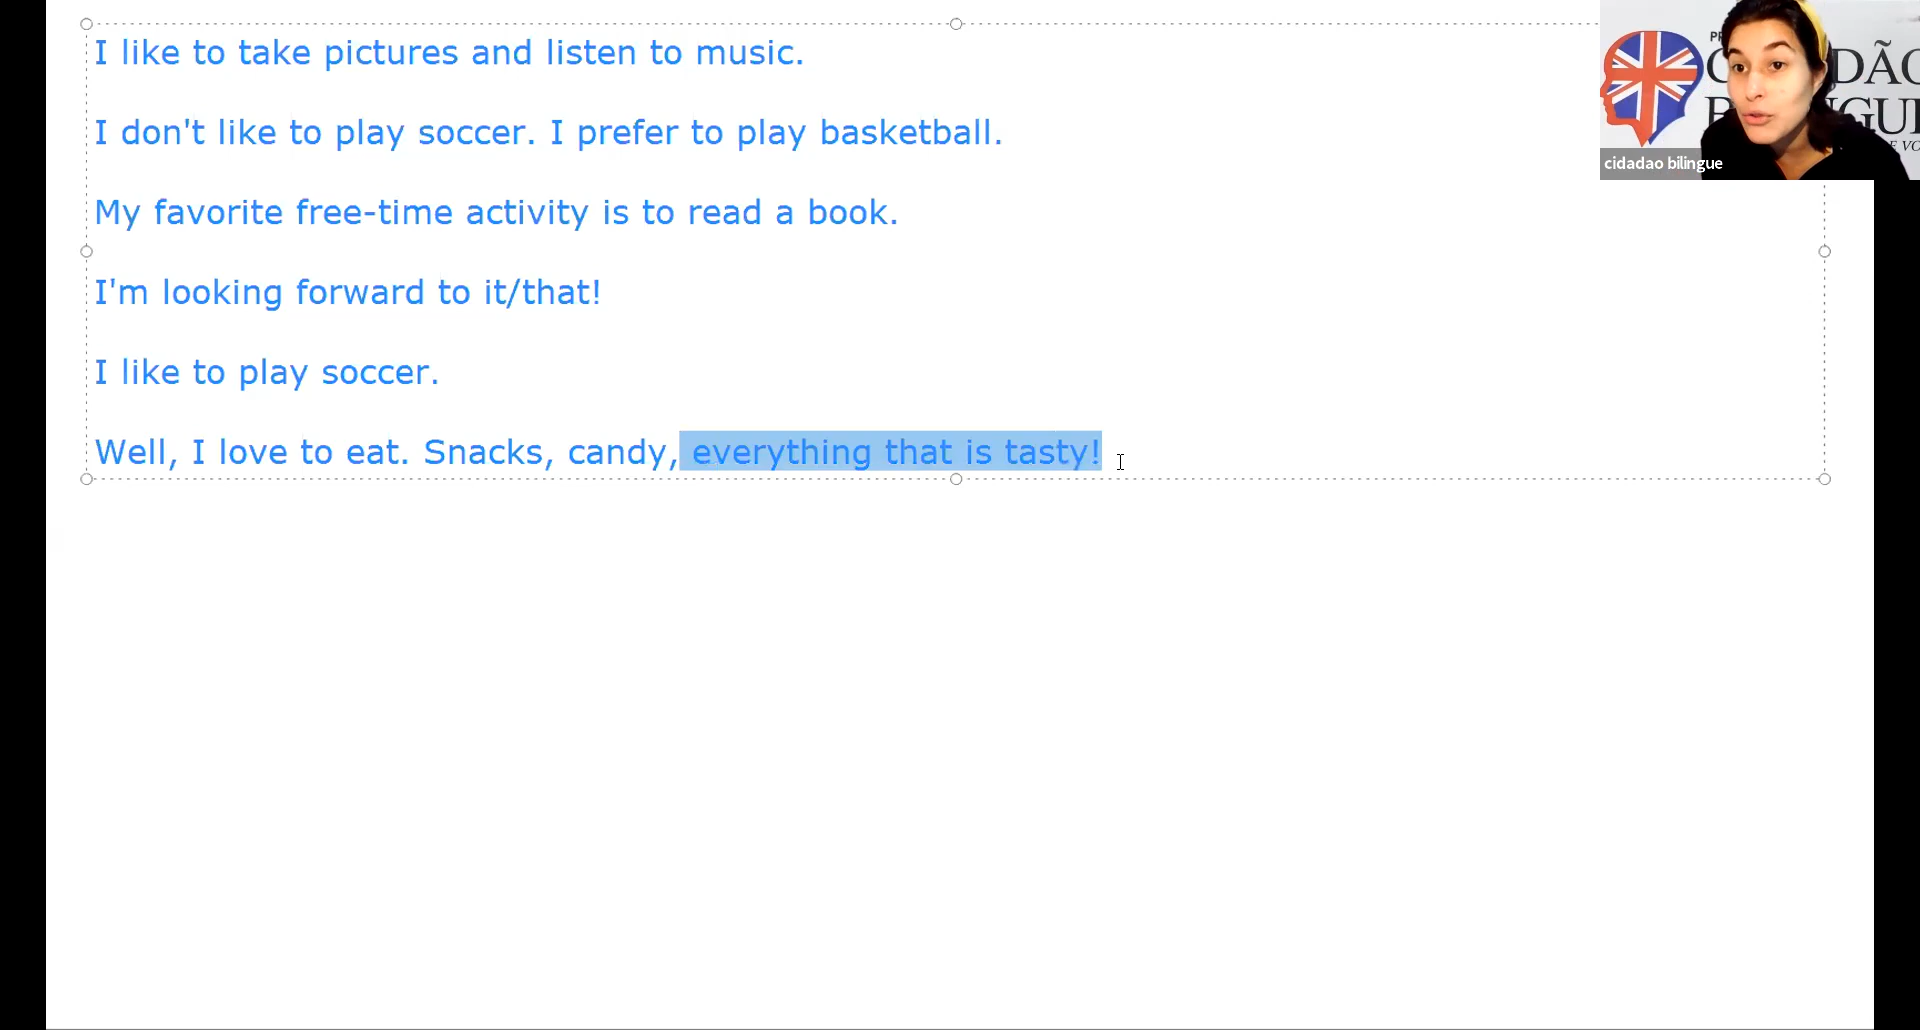 I like to take pictures and listen to music.
I don't like to play soccer. I prefer to play basketball.
My favorite free-time activity is to read a book.
I'm looking forward to it/that!
I like to play soccer.
Well, I love to eat. Snacks, candy, everything that is tasty!
cidadao bilingue